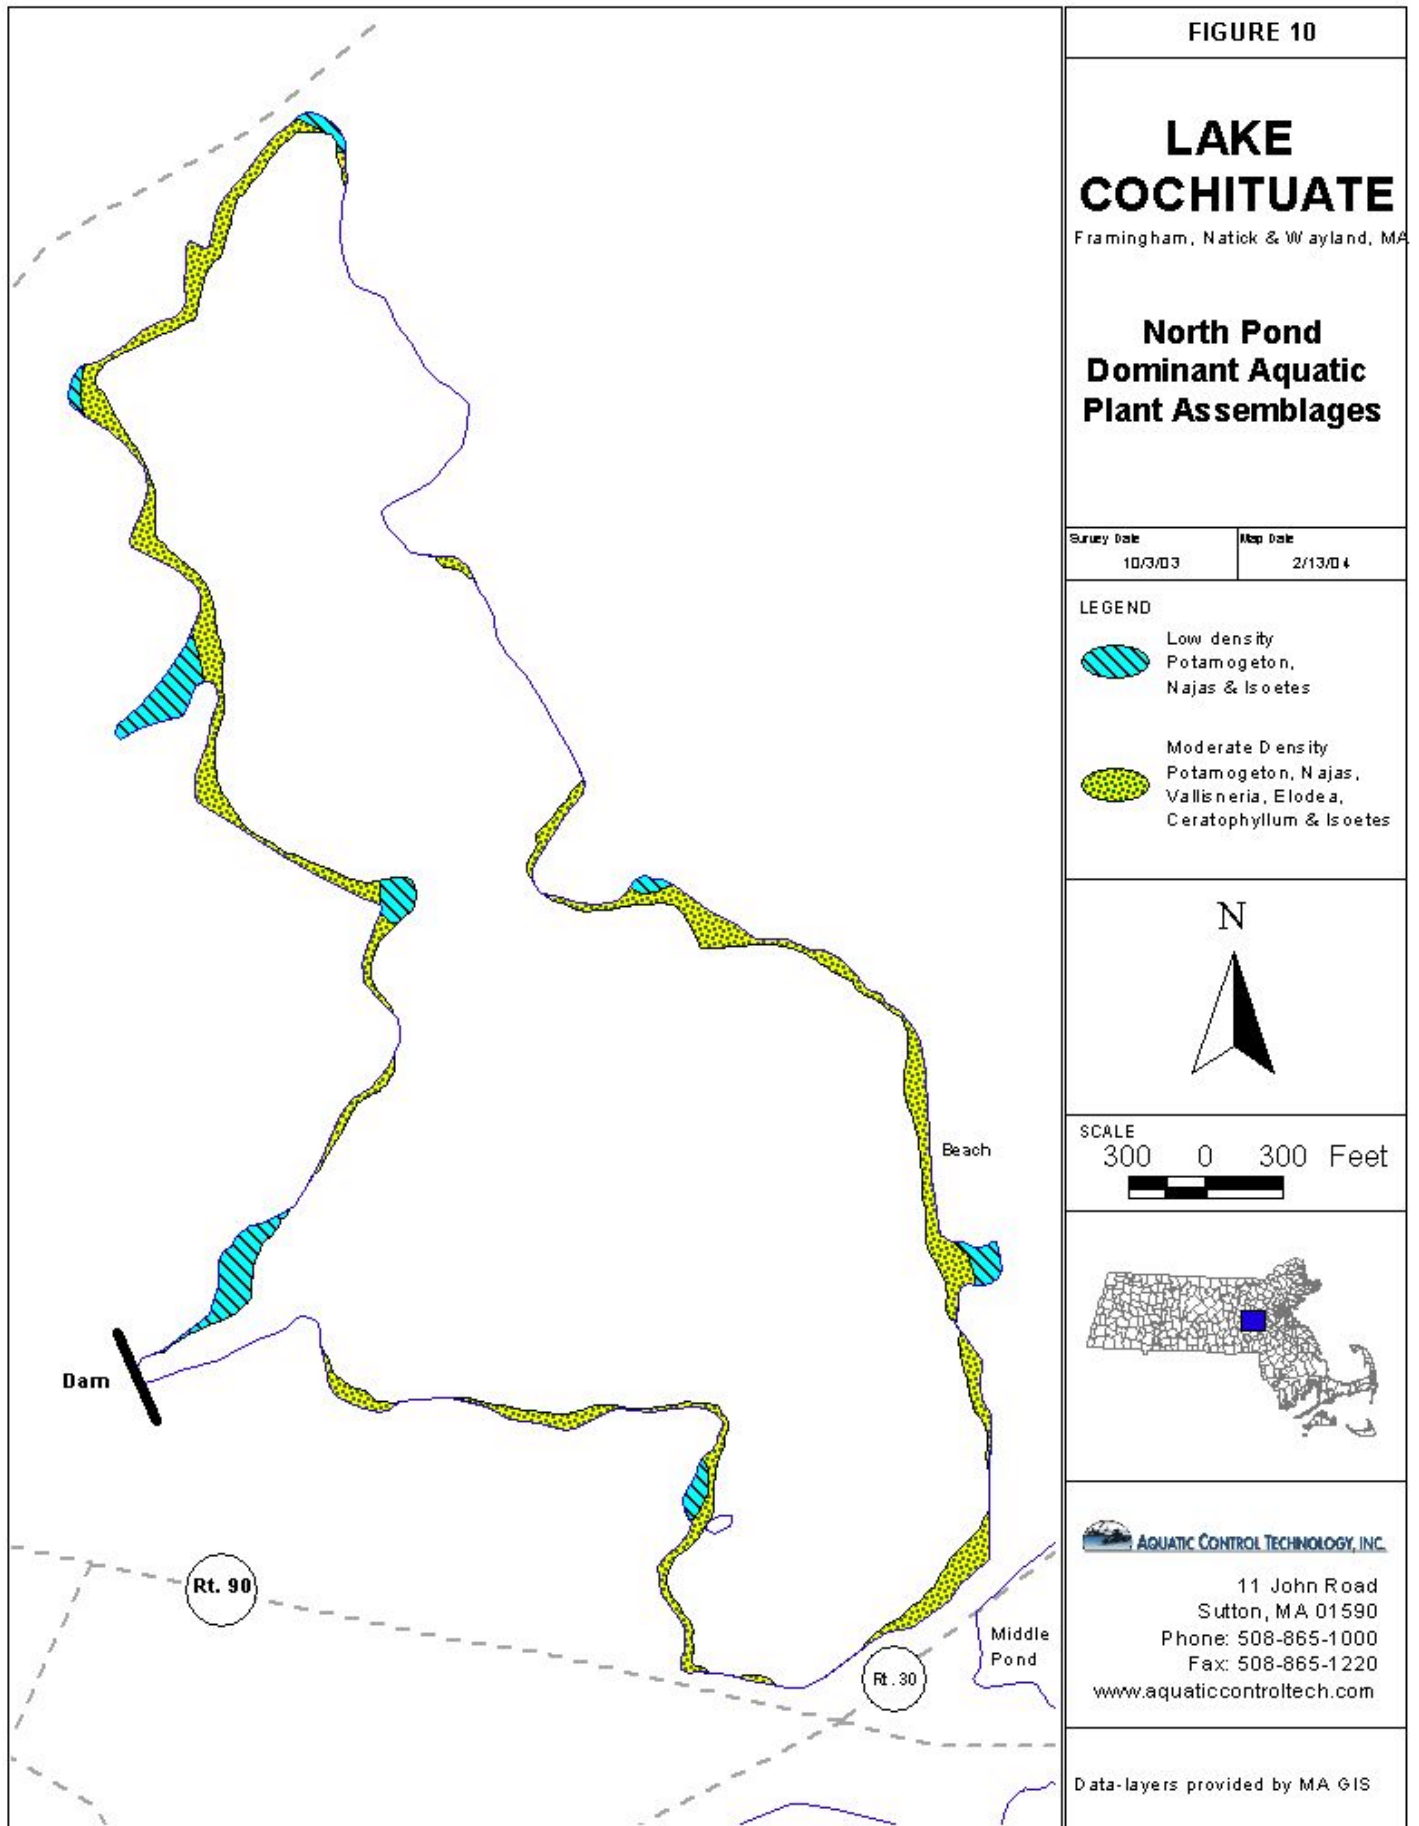 FIGURE 10
LAKE
COCHITUATE
Framingham, Natick & Wayland, MA
North Pond
Dominant Aquatic
Plant Assemblages
Survey Date
10/3/03
Map Date
2/13/04
LEGEND
Low density
Potamogeton,
Najas & Isoetes
Moderate Density
Potamogeton, Najas,
Vallisneria, Elodea,
Ceratophyllum & Isoetes
N
SCALE
300 0 300 Feet
AQUATIC CONTROL TECHNOLOGY, INC.
11 John Road
Sutton, MA 01590
Phone: 508-865-1000
Fax: 508-865-1220
www.aquaticcontroltech.com
Data-layers provided by MA GIS
Beach
Dam
Rt. 90
Middle
Pond
Rt. 30